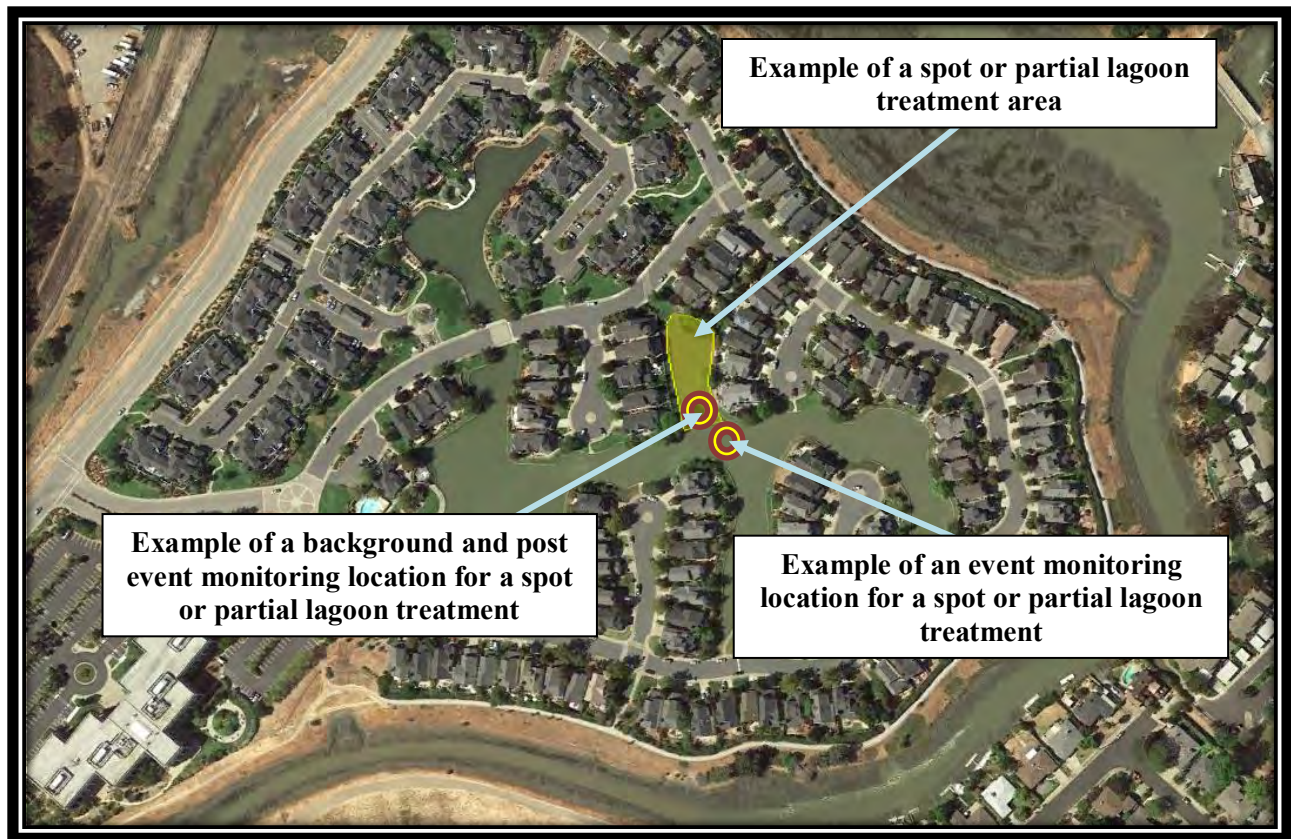 Example of a spot or partial lagoon
treatment area
Example of a background and post
event monitoring location for a spot
or partial lagoon treatment
Example of an event monitoring
location for a spot or partial lagoon
treatment